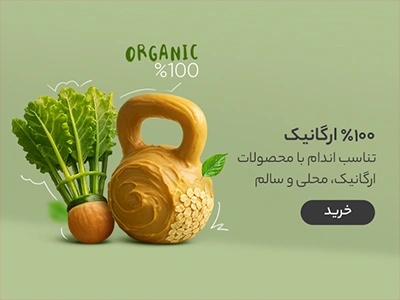 ORGANIC
%100
%۱۰۰ ارگانیک
تناسب اندام با محصولات
ارگانیک، محلی و سالم
خرید